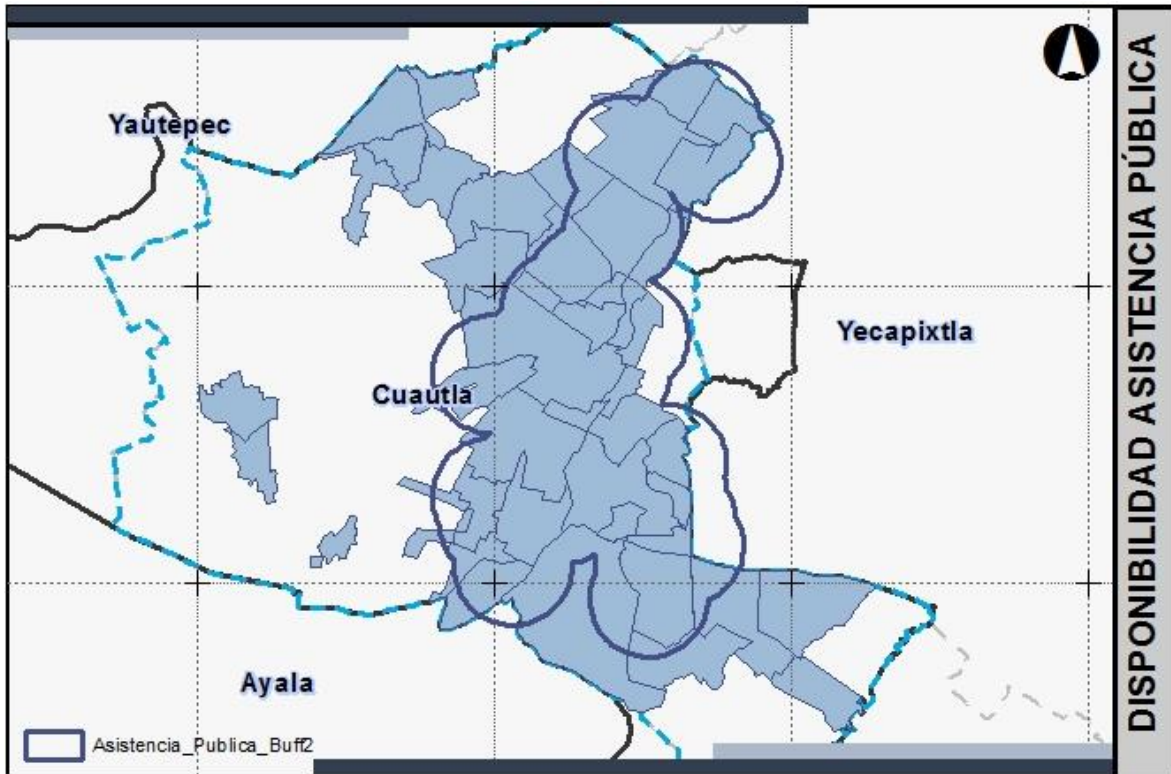 Yautepec
Yecapixtla
Cuautla
Ayala
Asistencia_Publica_Buff2
DISPONIBILIDAD ASISTENCIA PÚBLICA